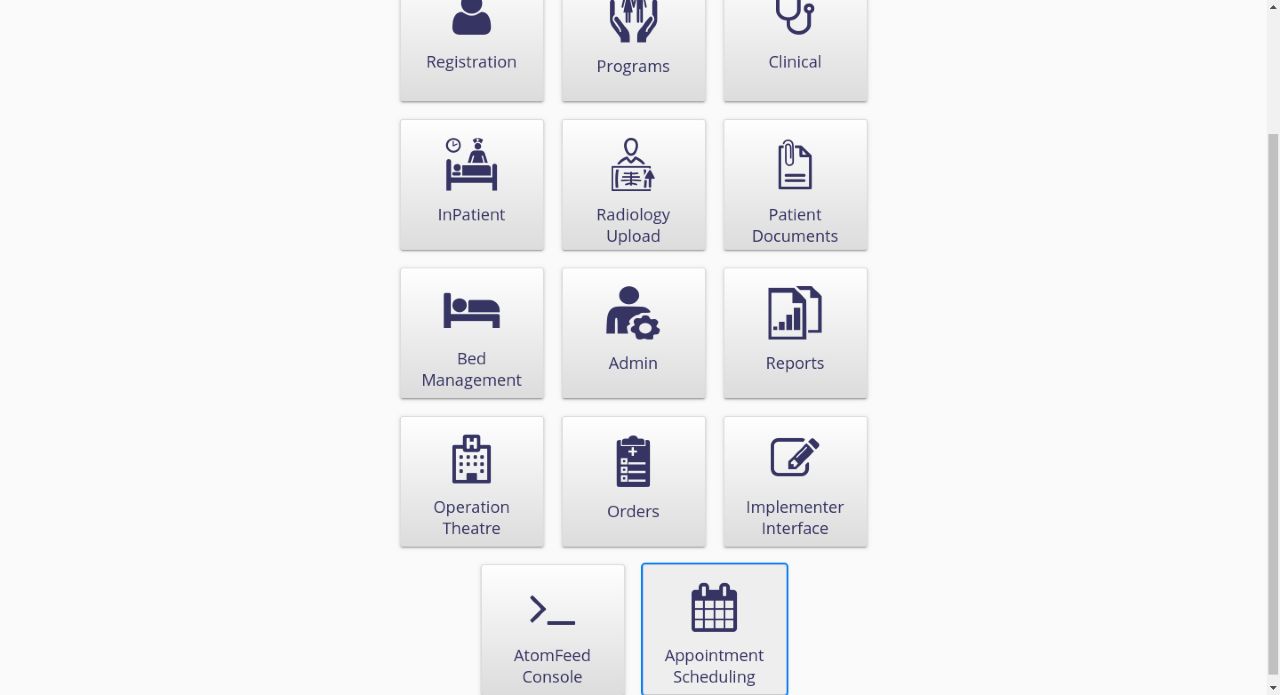 Registration
Programs
Clinical
InPatient
Radiology
Upload
Patient
Documents
Bed
Management
Admin
Reports
Operation
Theatre
Orders
Implementer
Interface
AtomFeed
Console
Appointment
Scheduling